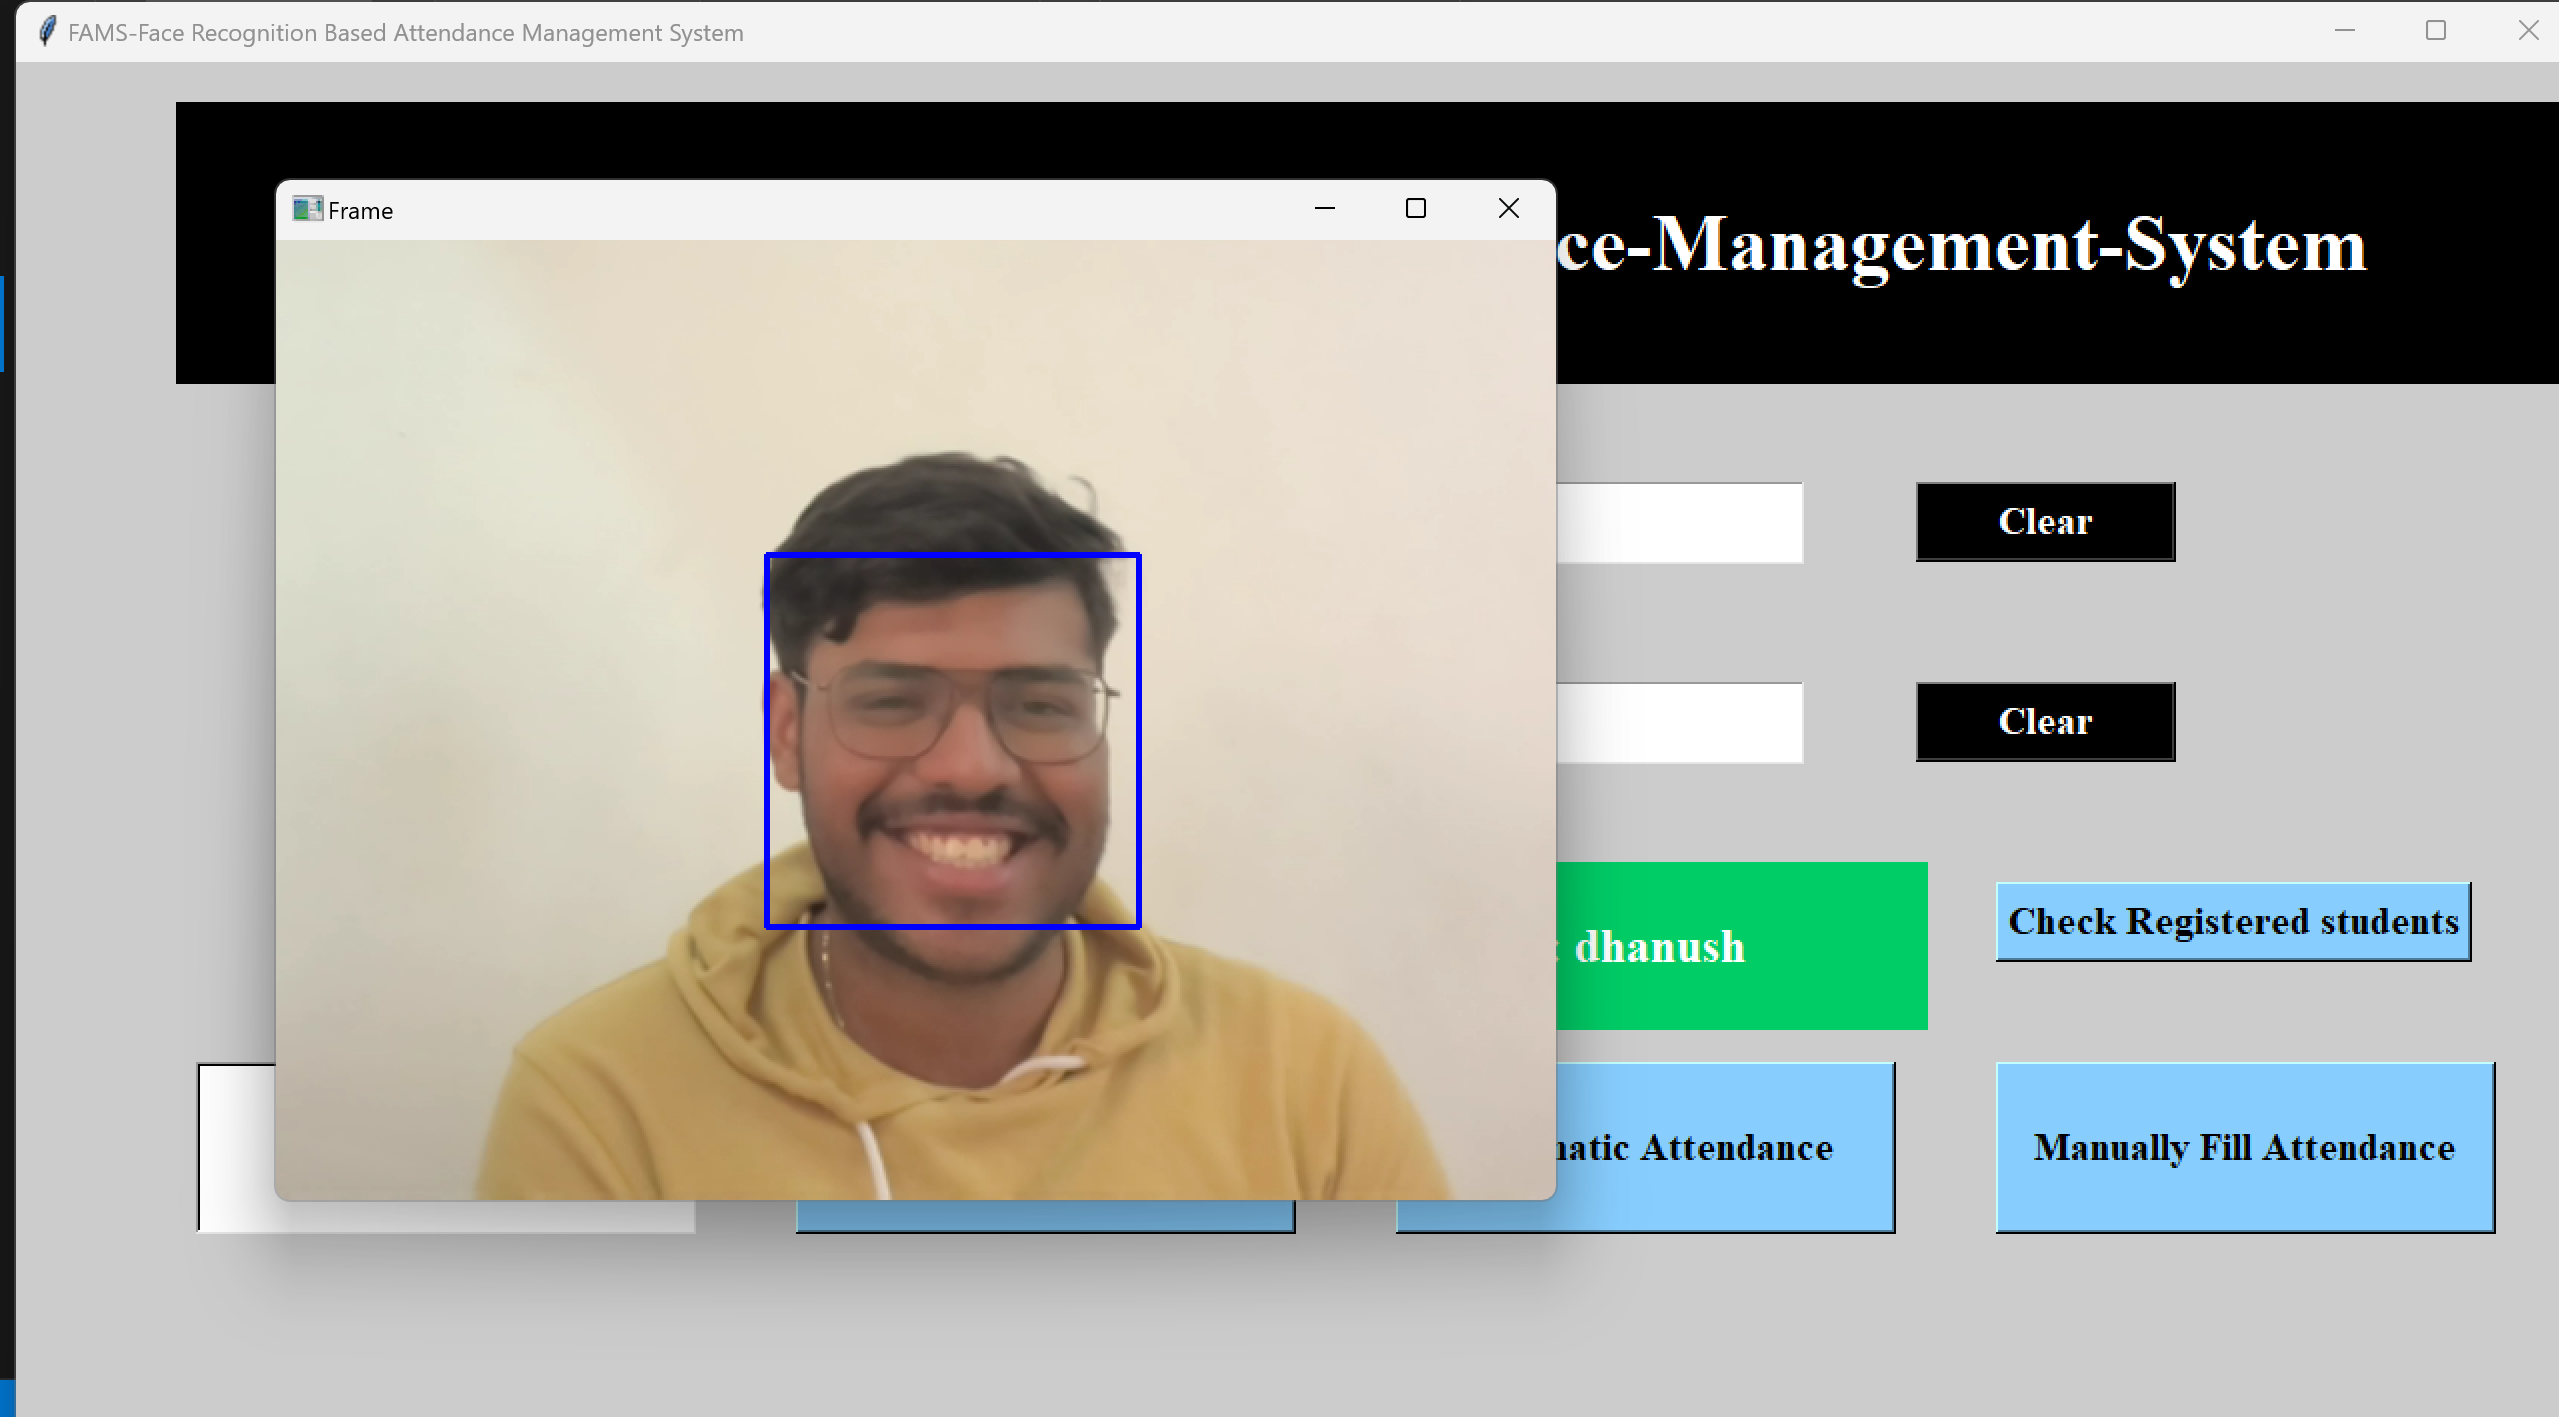 FAMS-Face Recognition Based Attendance Management System
Frame
ce-Management-System
Clear
Clear
: dhanush
Check Registered students
matic Attendance
Manually Fill Attendance